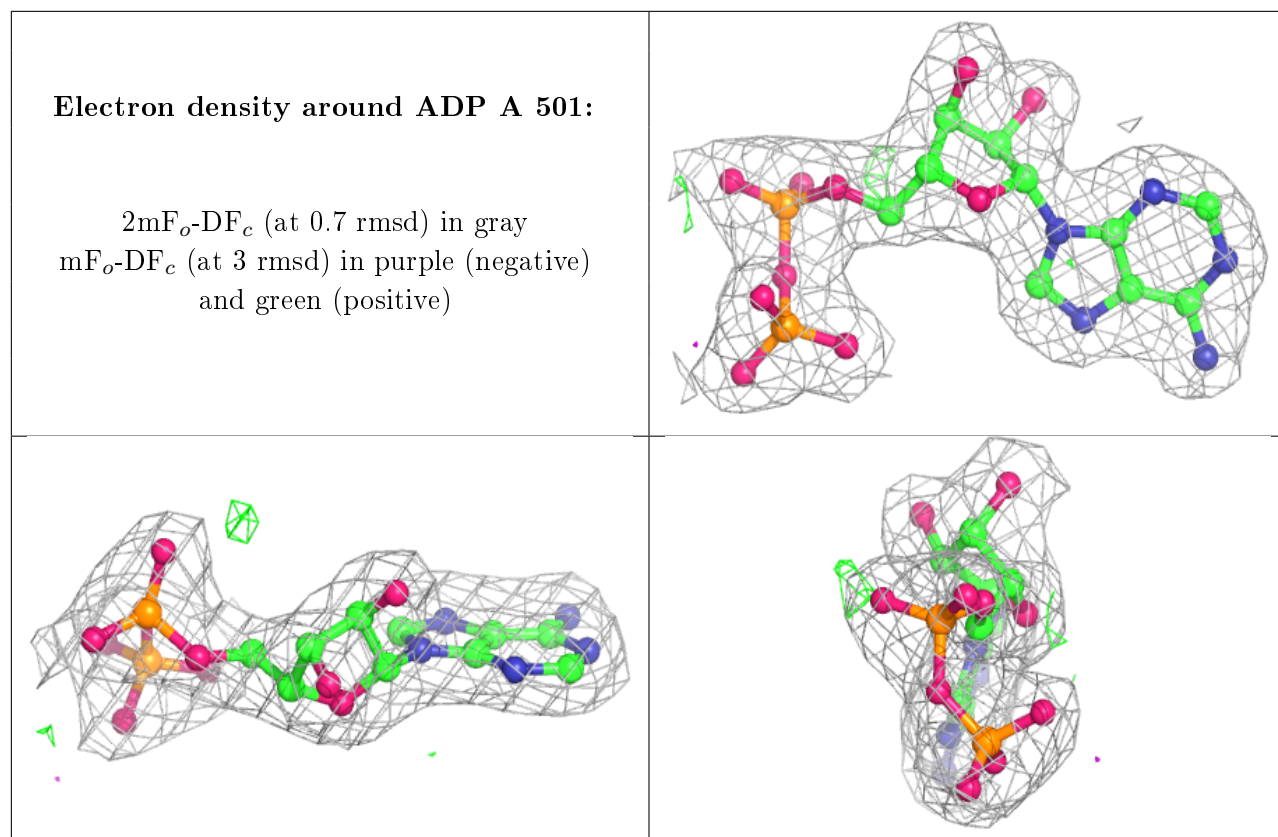 Electron density around ADP A 501:
2mFo-DFc (at 0.7 rmsd) in gray
mFo-DFc (at 3 rmsd) in purple (negative)
and green (positive)